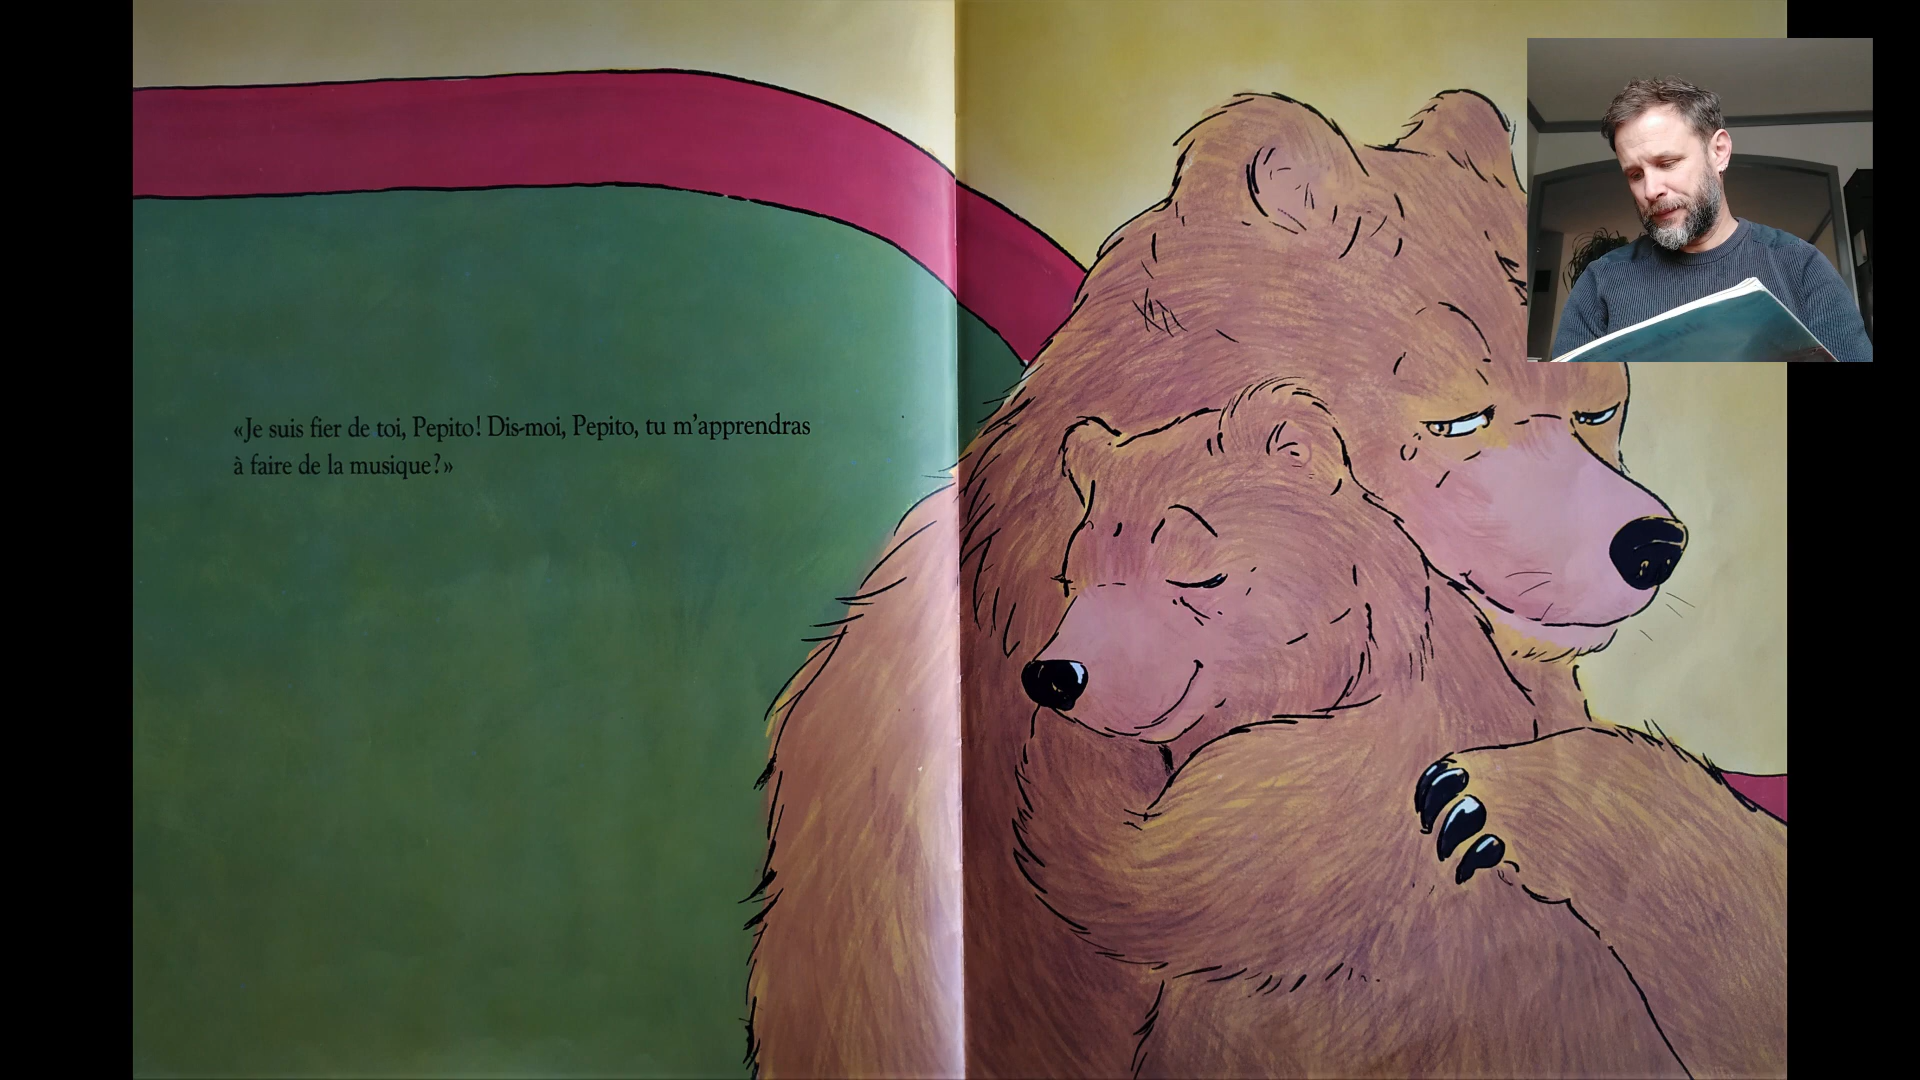 «Je suis fier de toi, Pepito! Dis-moi, Pepito, tu m'apprendras
à faire de la musique?»